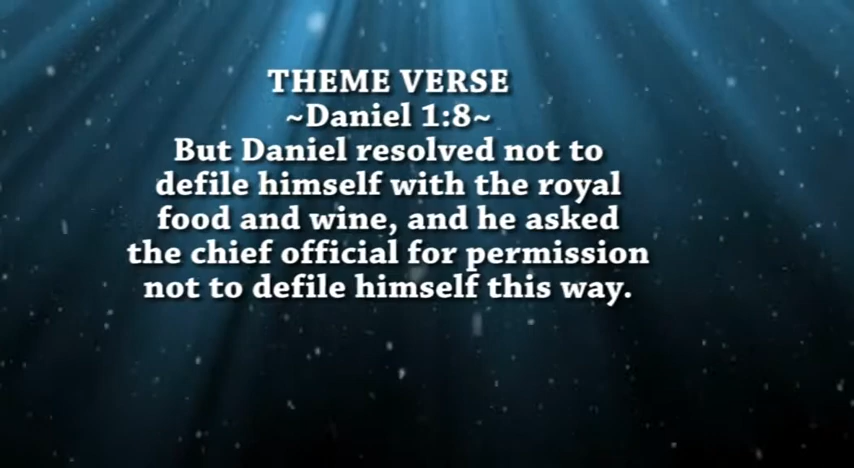 THEME VERSE
~Daniel 1:8~
But Daniel resolved not to
defile himself with the royal
food and wine, and he asked
the chief official for permission
not to defile himself this way.